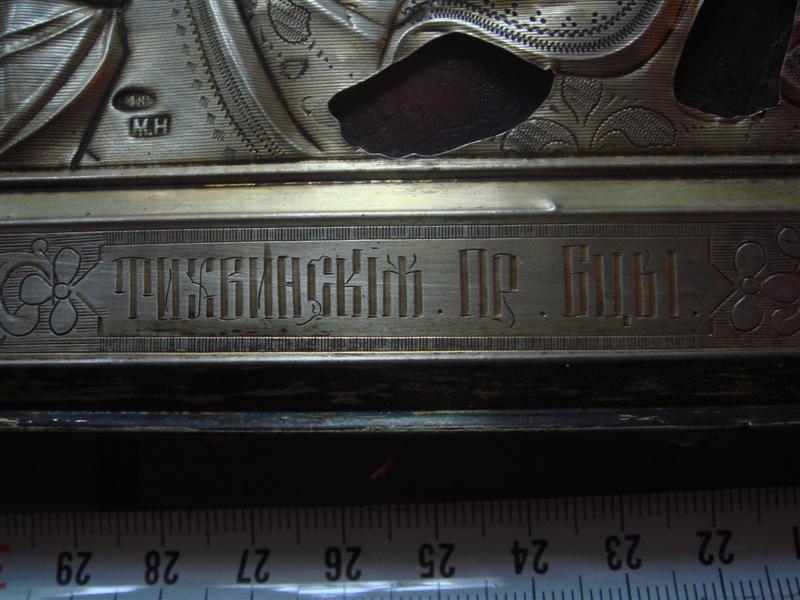 М.Н
ТИХВИНСКІѦ . ПР . БЦЫ .
29 28 27 26 25 24 23 22